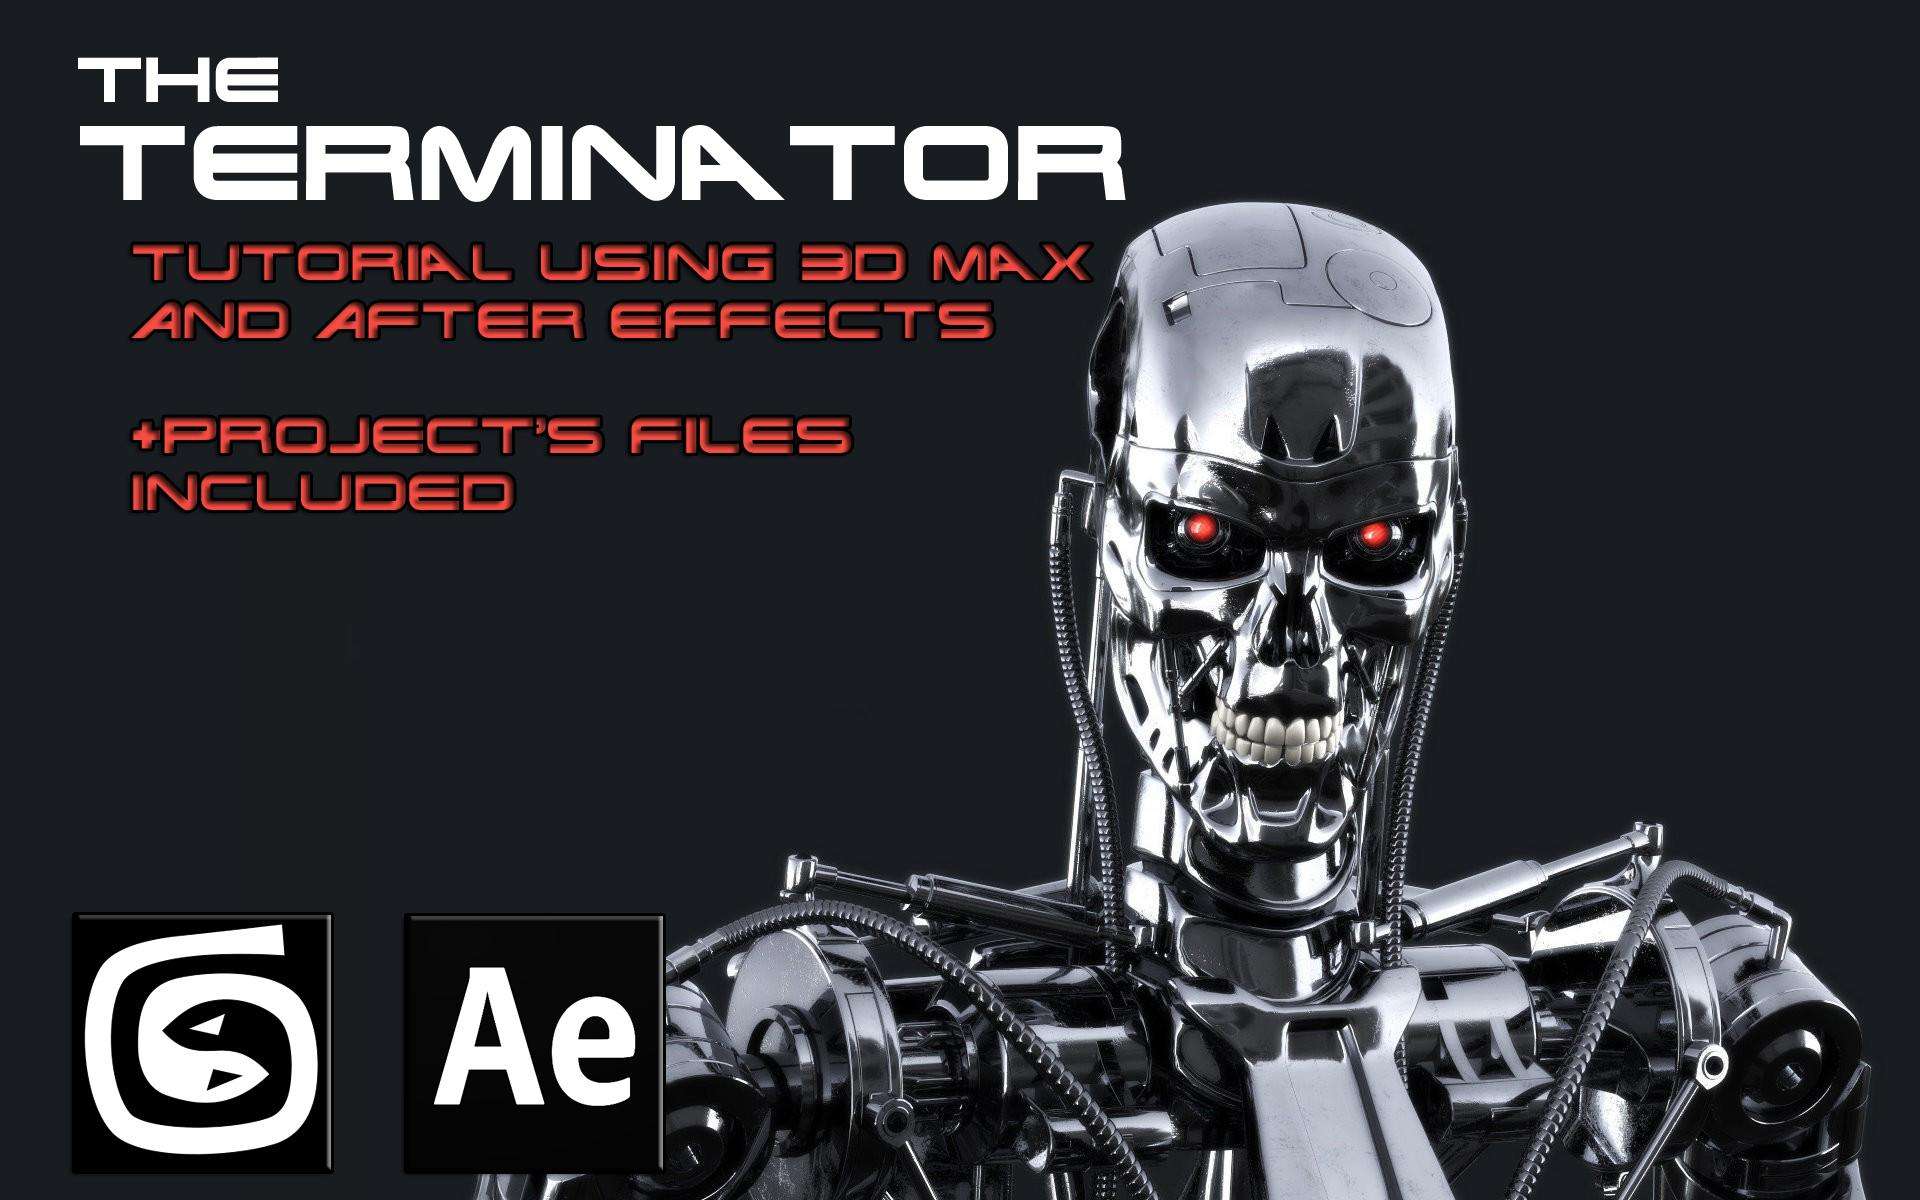 THE
TERMINATOR
TUTORIAL USING 3D MAX
AND AFTER EFFECTS
+PROJECT'S FILES
INCLUDED
Ae